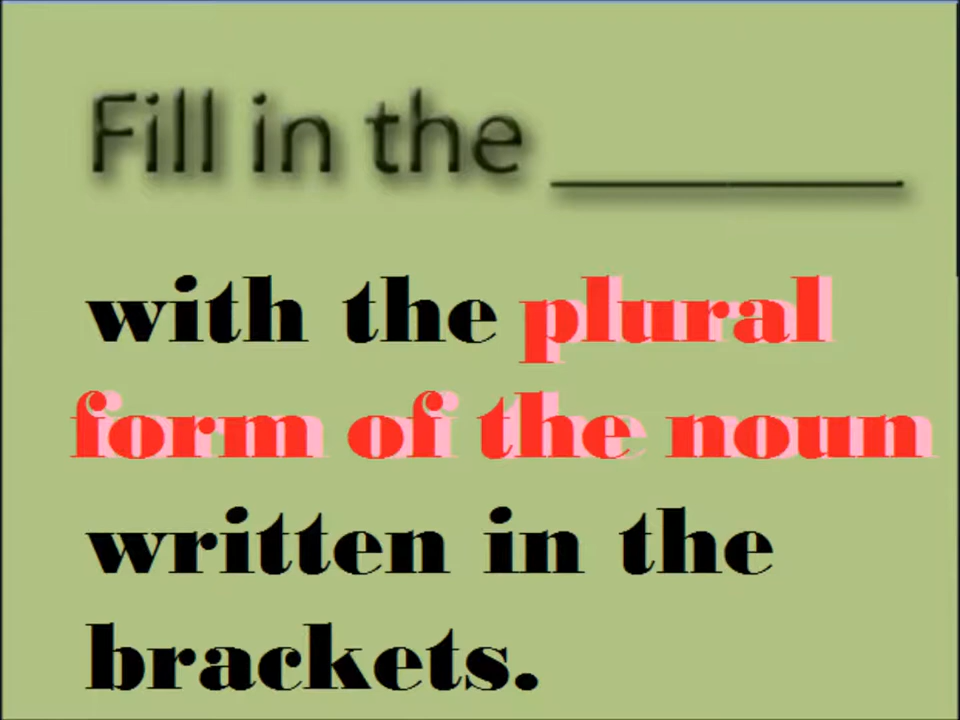 Fill in the ________
with the plural
form of the noun
written in the
brackets.